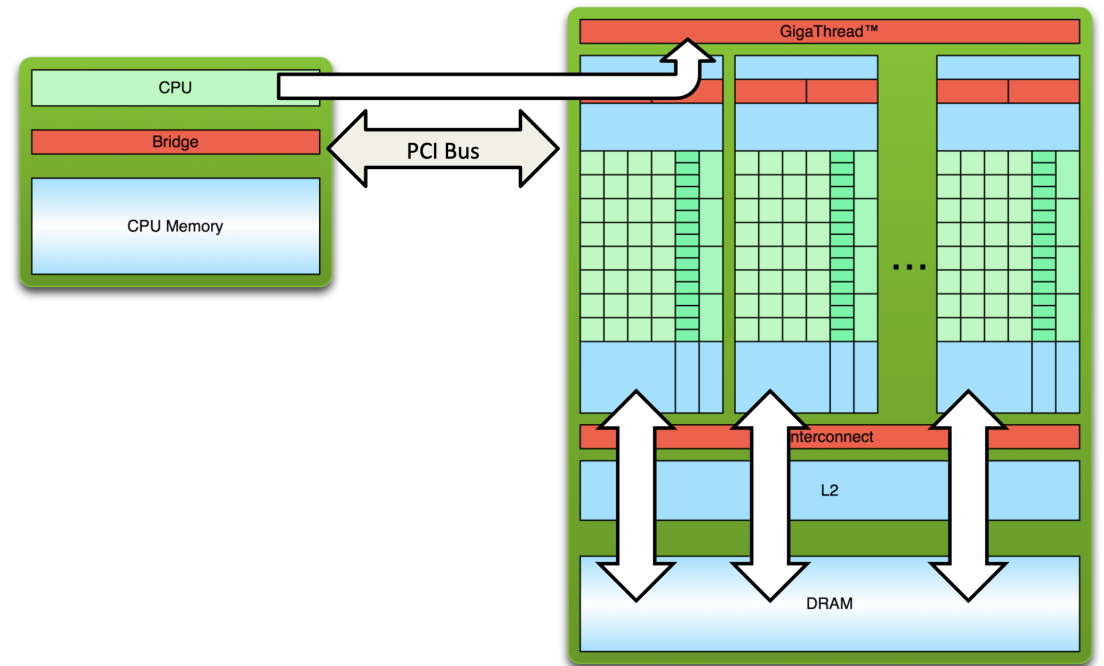 GigaThread™
CPU
Bridge
PCI Bus
CPU Memory
...
nterconnect
L2
DRAM